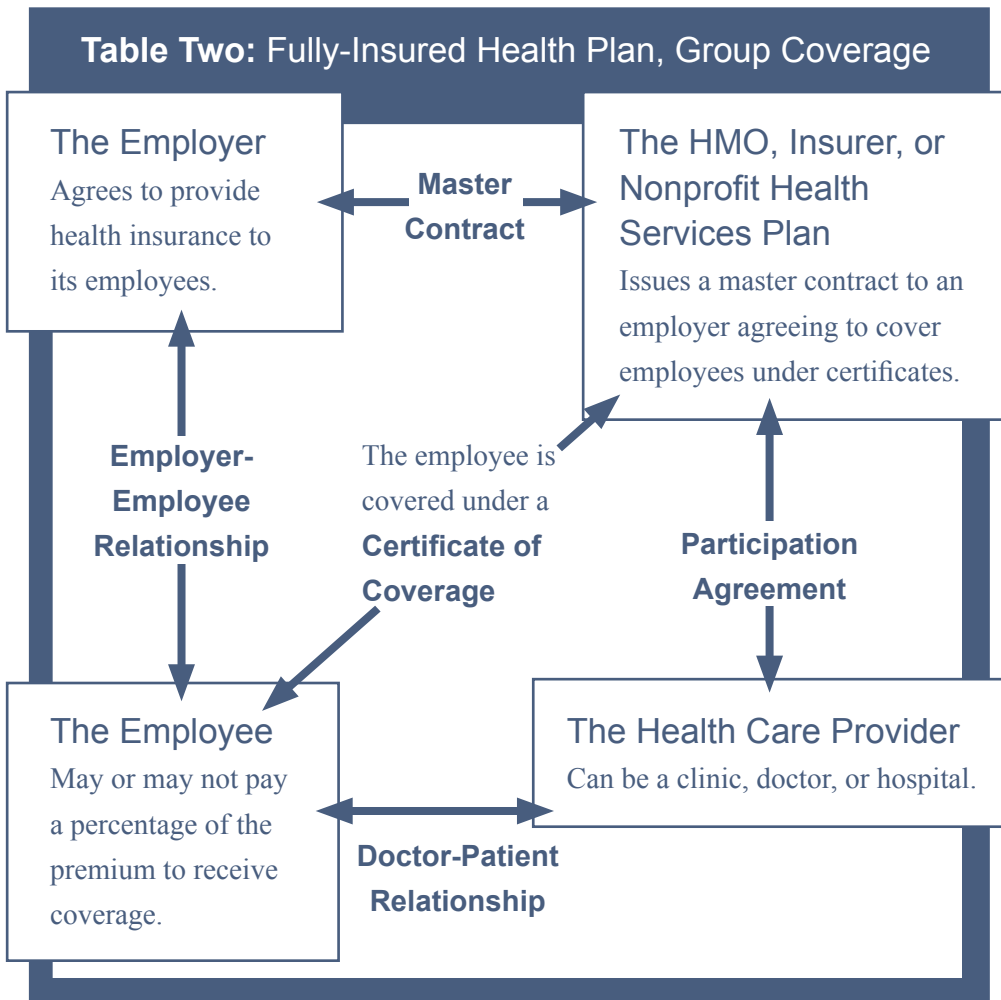 Table Two: Fully-Insured Health Plan, Group Coverage
The Employer
Agrees to provide
health insurance to
its employees.
Master
Contract
The HMO, Insurer, or
Nonprofit Health
Services Plan
Issues a master contract to an
employer agreeing to cover
employees under certificates.
Employer-
Employee
Relationship
The employee is
covered under a
Certificate of
Coverage
Participation
Agreement
The Employee
May or may not pay
a percentage of the
premium to receive
coverage.
Doctor-Patient
Relationship
The Health Care Provider
Can be a clinic, doctor, or hospital.